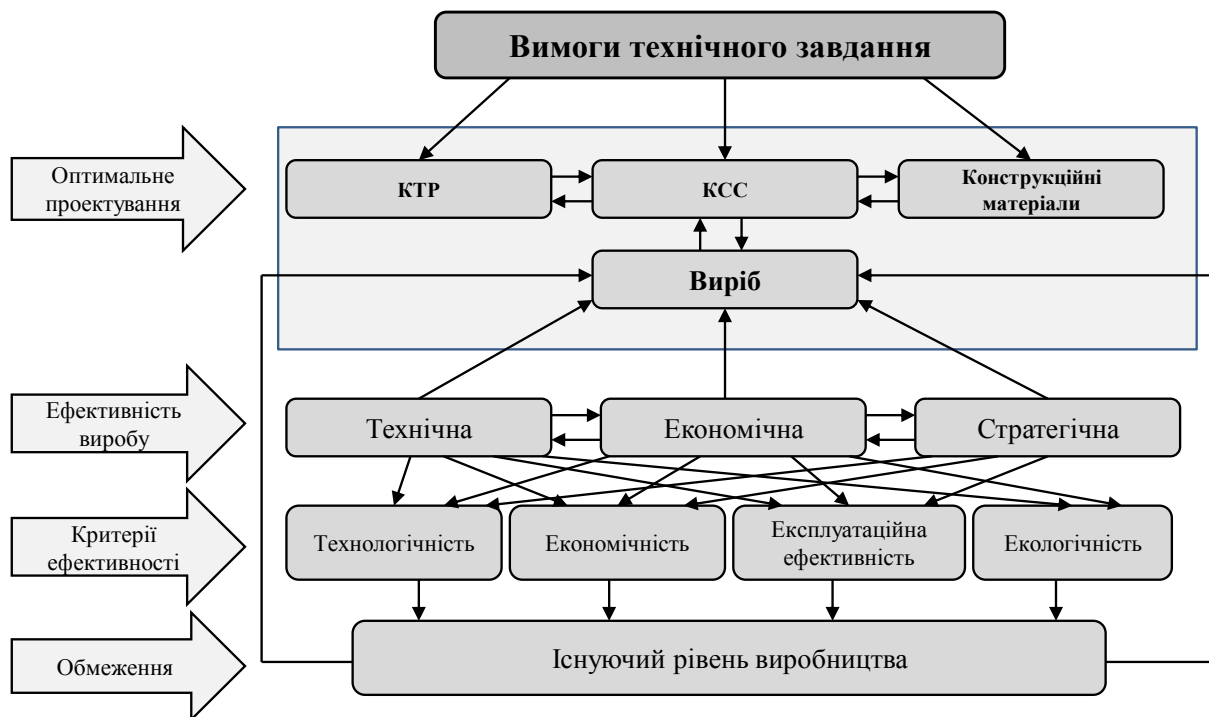 Вимоги технічного завдання
Оптимальне
проектування
КТР
КСС
Конструкційні
матеріали
Виріб
Ефективність
виробу
Технічна
Економічна
Стратегічна
Критерії
ефективності
Технологічність
Економічність
Експлуатаційна
ефективність
Екологічність
Обмеження
Існуючий рівень виробництва